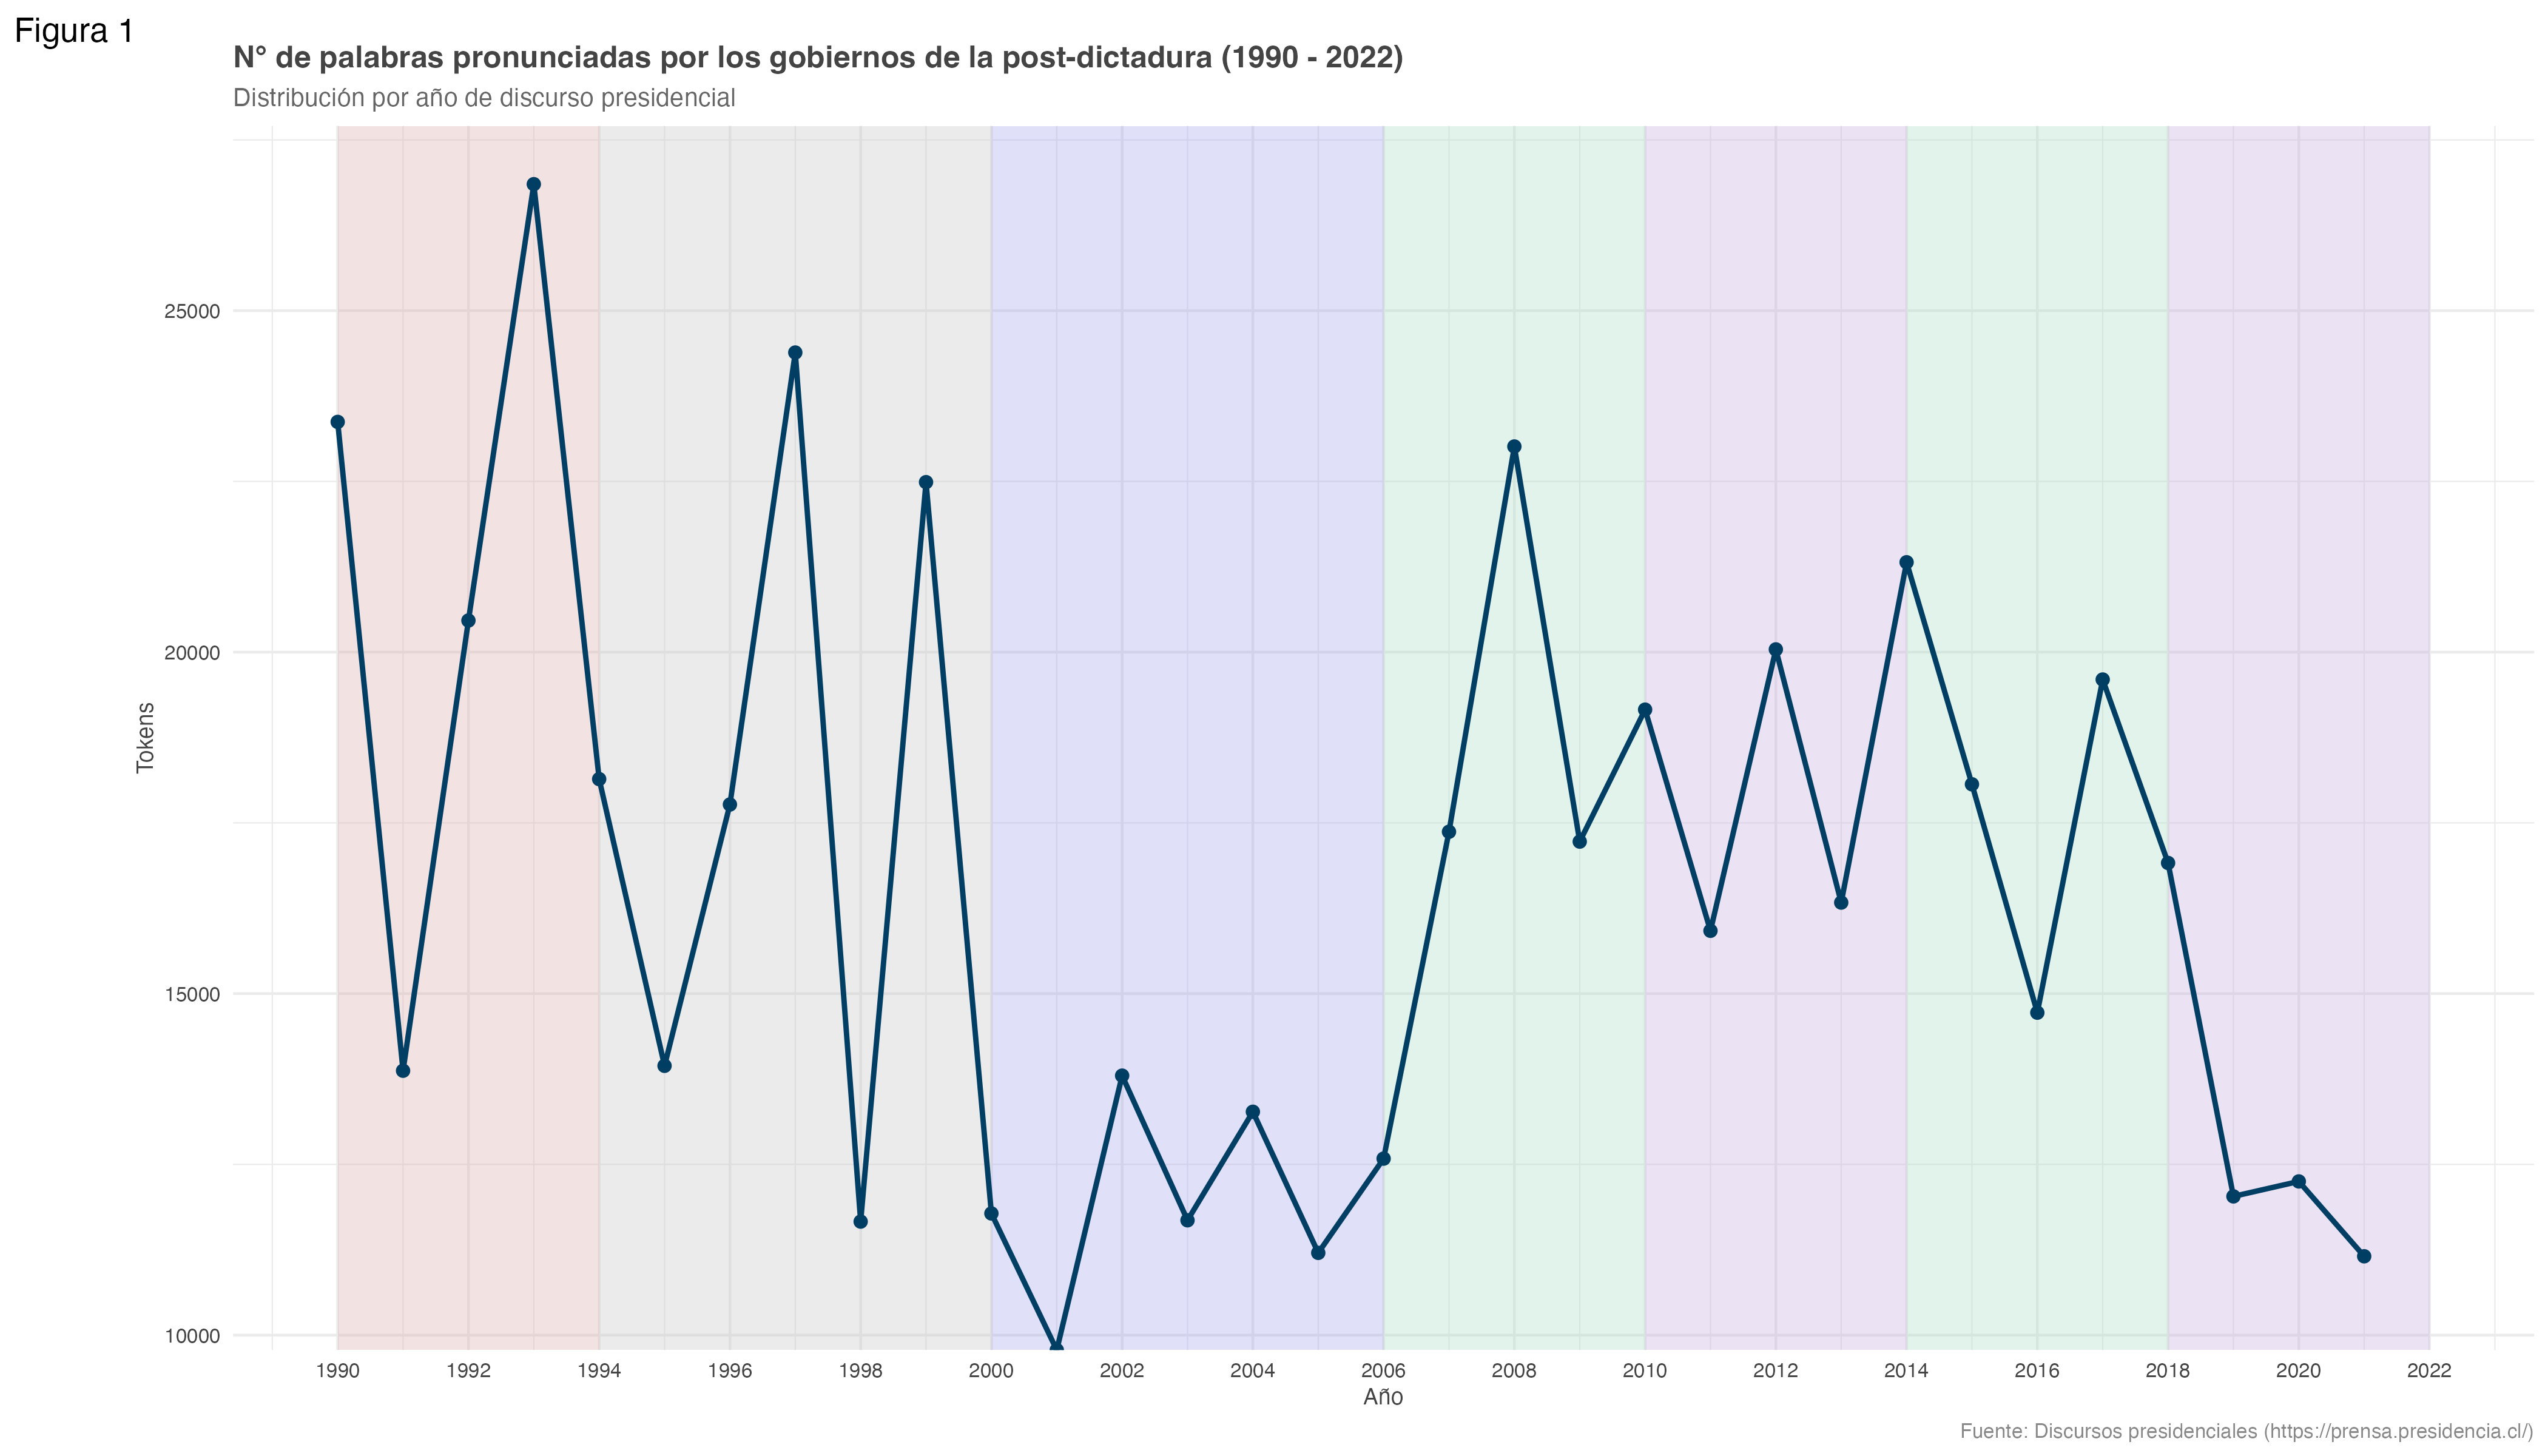 Figura 1
N° de palabras pronunciadas por los gobiernos de la post-dictadura (1990 - 2022)
Distribución por año de discurso presidencial
25000
20000
15000
10000
Tokens
1990 1992 1994 1996 1998 2000 2002 2004 2006 2008 2010 2012 2014 2016 2018 2020 2022
Año
Fuente: Discursos presidenciales (https://prensa.presidencia.cl/)